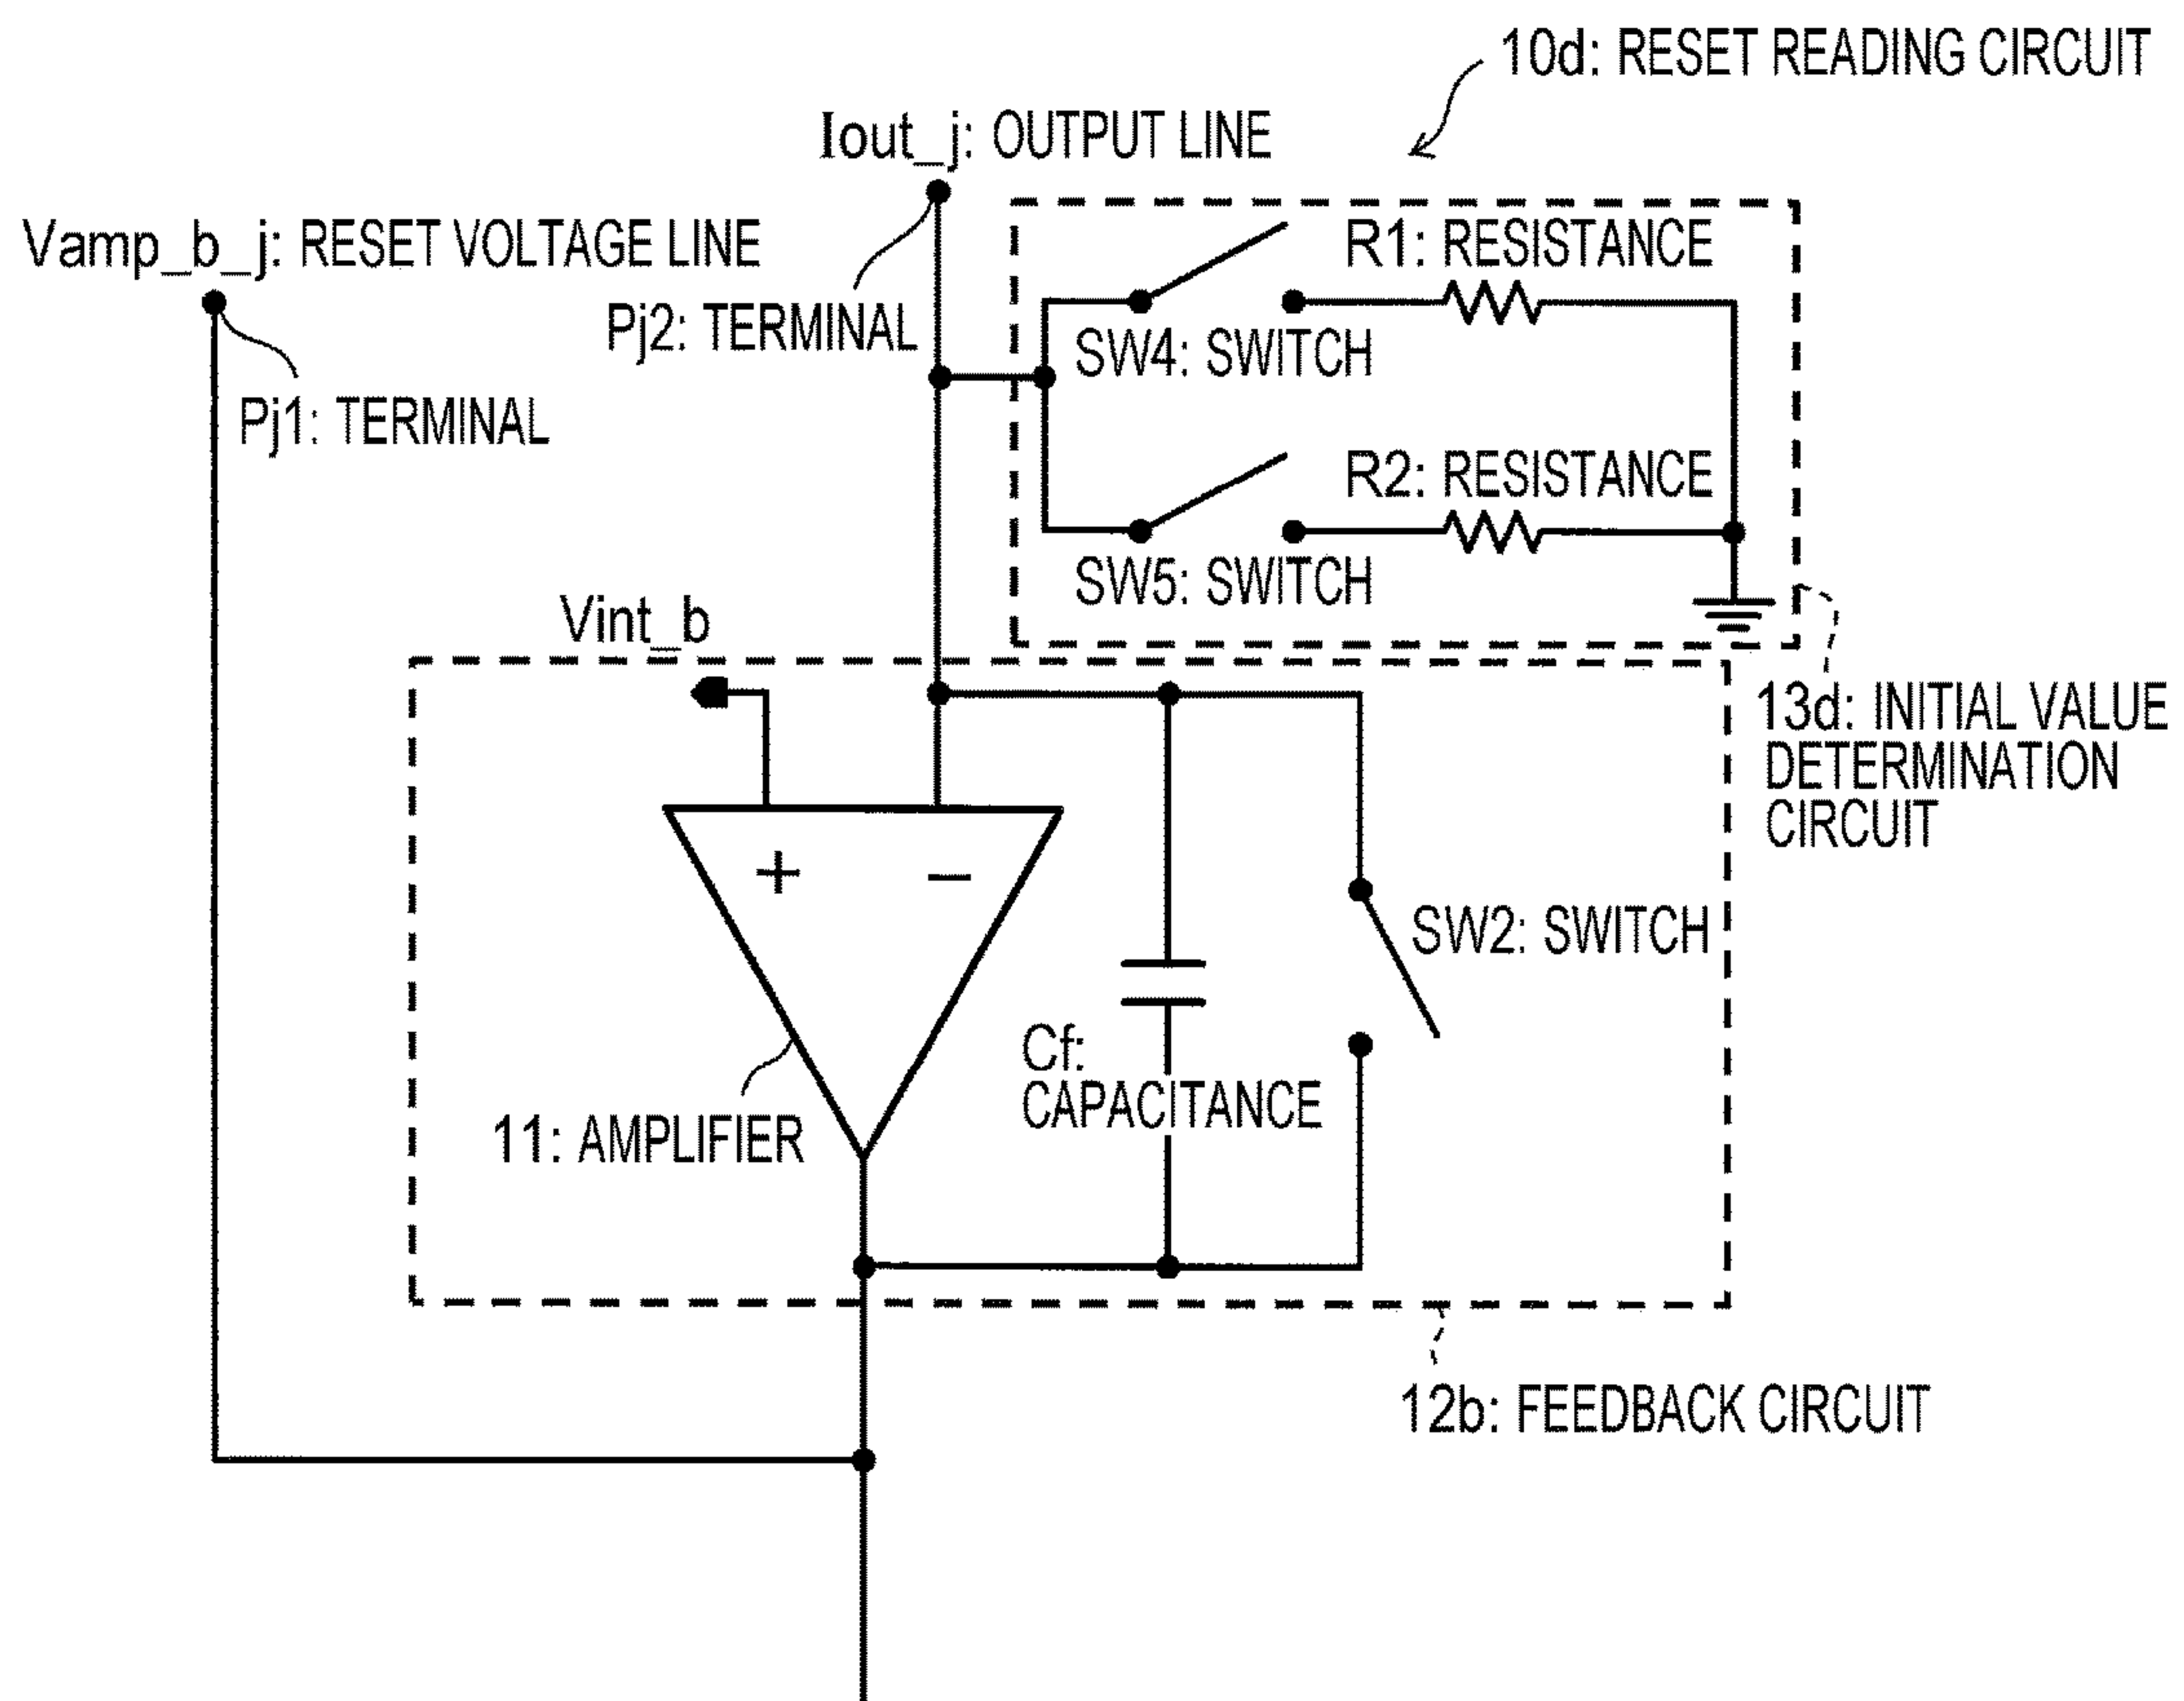 10d: RESET READING CIRCUIT
Iout_j: OUTPUT LINE
Vamp_b_j: RESET VOLTAGE LINE
R1: RESISTANCE
Pj2: TERMINAL
SW4: SWITCH
Pj1: TERMINAL
R2: RESISTANCE
SW5: SWITCH
Vint_b
13d: INITIAL VALUE
DETERMINATION
CIRCUIT
+
−
SW2: SWITCH
Cf:
CAPACITANCE
11: AMPLIFIER
12b: FEEDBACK CIRCUIT